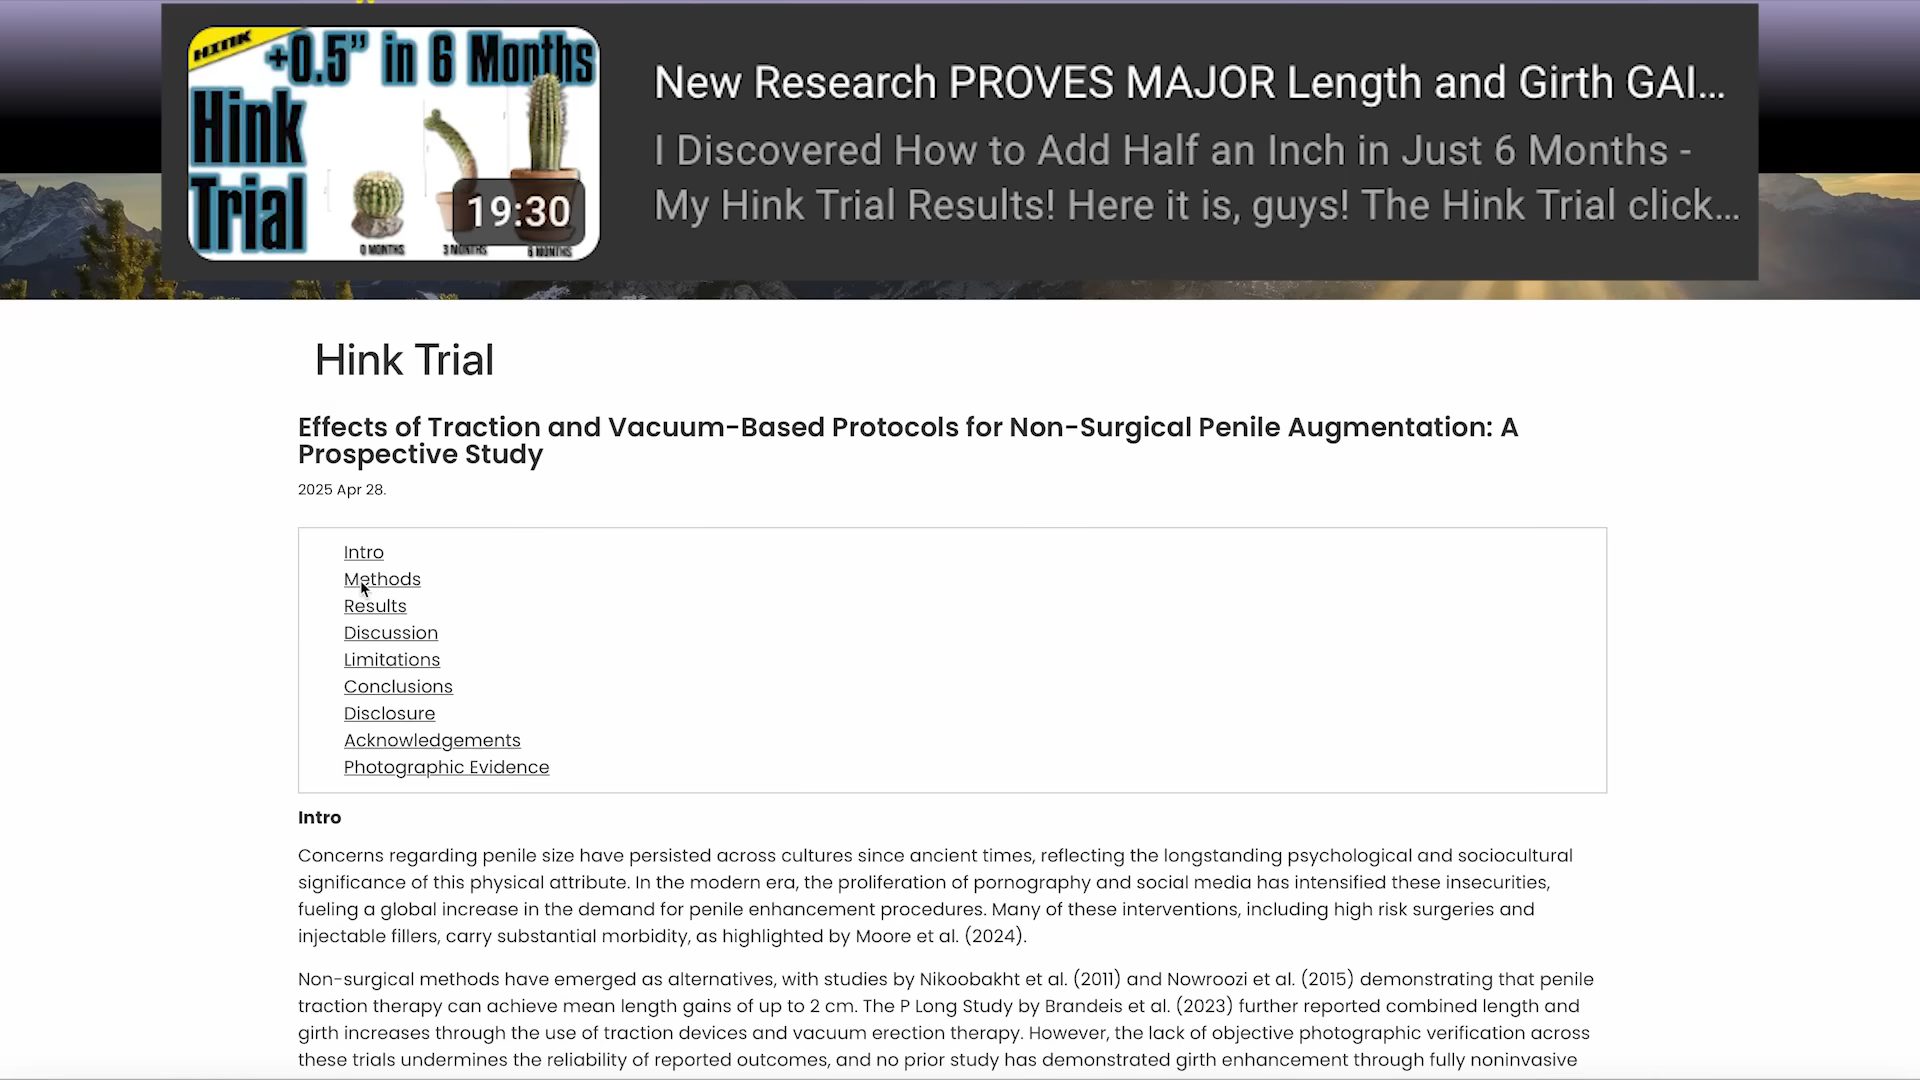 HINK
+0.5" in 6 Months
Hink
Trial
19:30
0 MONTHS
3 MONTHS
6 MONTHS
New Research PROVES MAJOR Length and Girth GAI...
I Discovered How to Add Half an Inch in Just 6 Months -
My Hink Trial Results! Here it is, guys! The Hink Trial click...
Hink Trial
Effects of Traction and Vacuum-Based Protocols for Non-Surgical Penile Augmentation: A
Prospective Study
2025 Apr 28.
Intro
Methods
Results
Discussion
Limitations
Conclusions
Disclosure
Acknowledgements
Photographic Evidence
Intro
Concerns regarding penile size have persisted across cultures since ancient times, reflecting the longstanding psychological and sociocultural
significance of this physical attribute. In the modern era, the proliferation of pornography and social media has intensified these insecurities,
fueling a global increase in the demand for penile enhancement procedures. Many of these interventions, including high risk surgeries and
injectable fillers, carry substantial morbidity, as highlighted by Moore et al. (2024).
Non-surgical methods have emerged as alternatives, with studies by Nikoobakht et al. (2011) and Nowroozi et al. (2015) demonstrating that penile
traction therapy can achieve mean length gains of up to 2 cm. The P Long Study by Brandeis et al. (2023) further reported combined length and
girth increases through the use of traction devices and vacuum erection therapy. However, the lack of objective photographic verification across
these trials undermines the reliability of reported outcomes, and no prior study has demonstrated girth enhancement through fully noninvasive